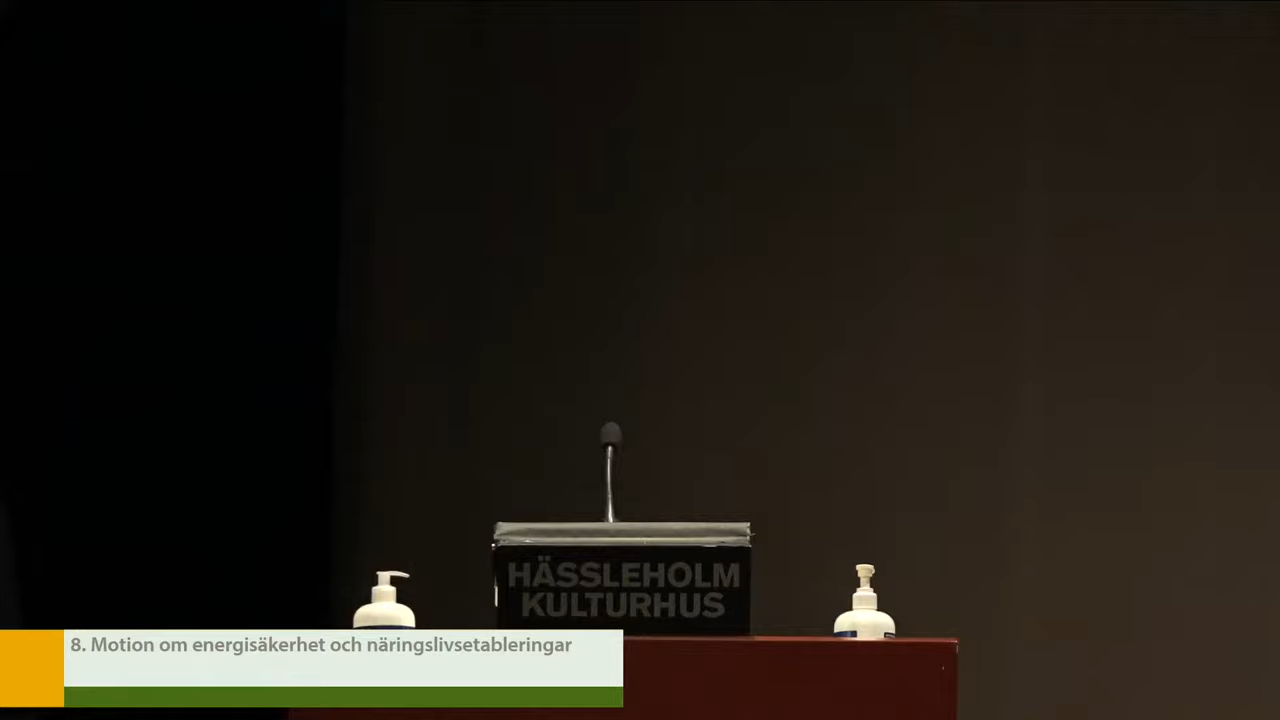 HÄSSLEHOLM
KULTURHUS
8. Motion om energisäkerhet och näringslivsetableringar